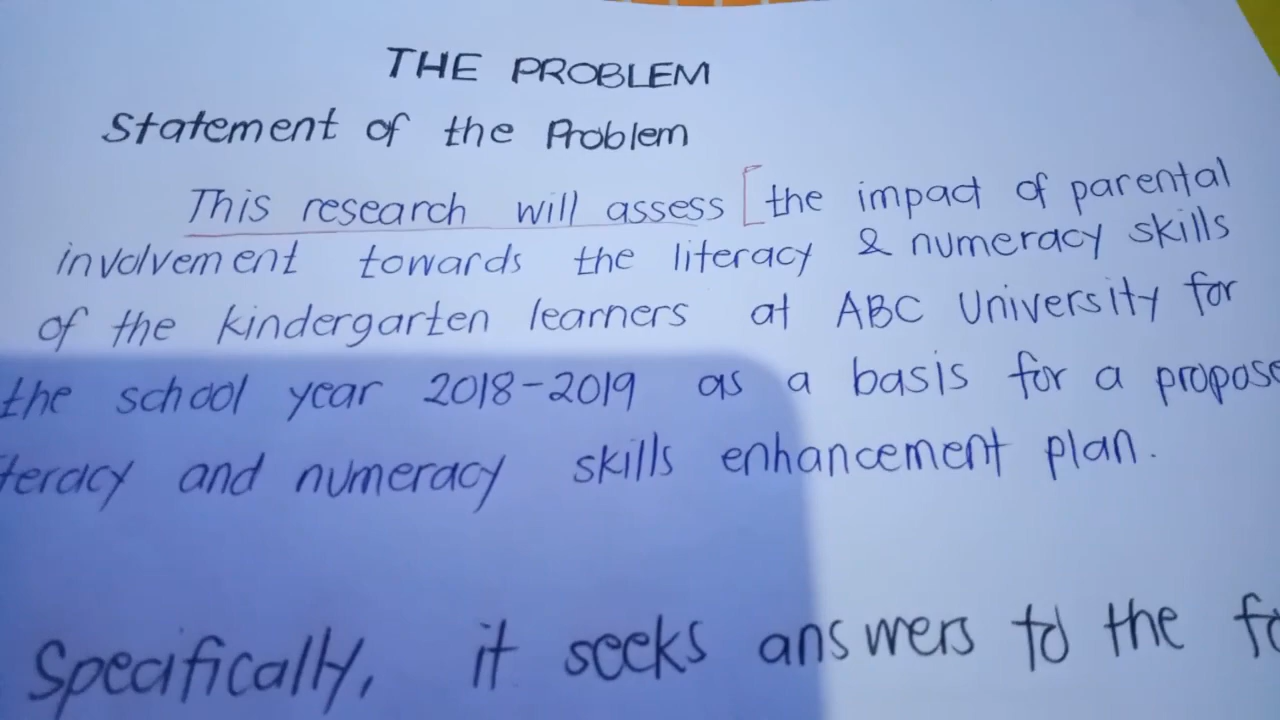 THE PROBLEM
Statement of the Problem
This research will assess [the impact of parental
involvement towards the literacy & numeracy skills
of the kindergarten learners at ABC University for
the school year 2018-2019 as a basis for a propose
teracy and numeracy skills enhancement plan.
Specifically, it seeks answers to the fo